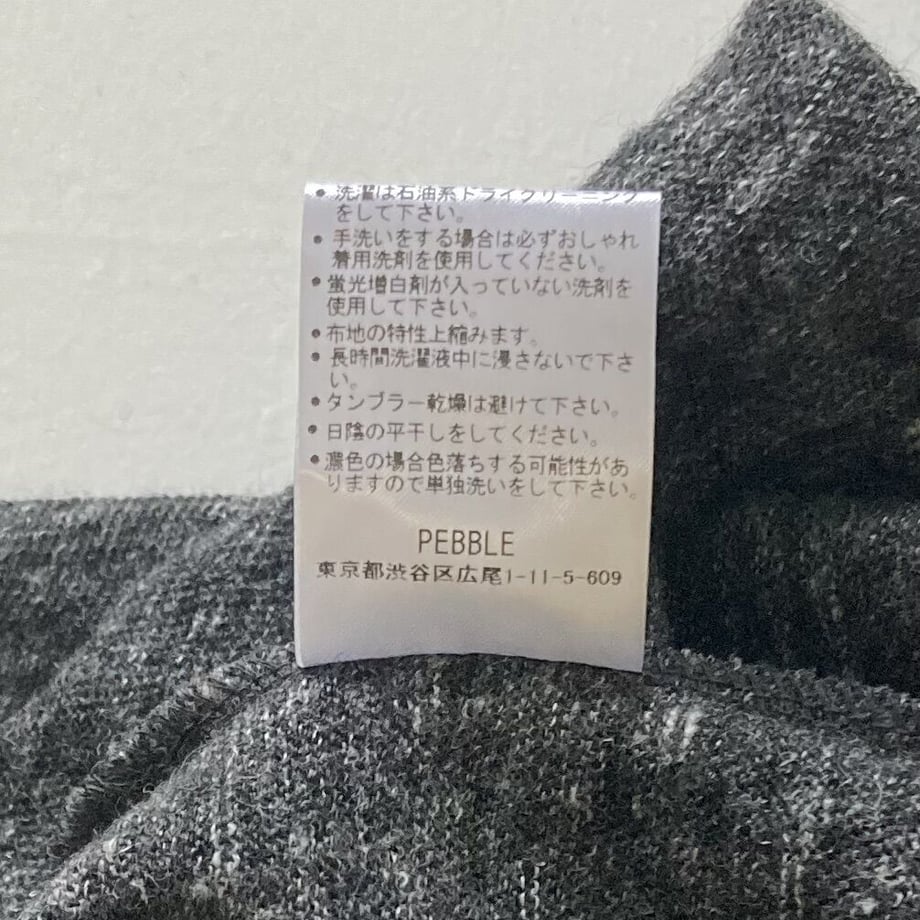 • 洗濯は石油系ドライクリーニング
をして下さい。
• 手洗いをする場合は必ずおしゃれ
着用洗剤を使用してください。
• 蛍光増白剤が入っていない洗剤を
使用して下さい。
• 布地の特性上縮みます。
• 長時間洗濯液中に浸さないで下さ
い。
• タンブラー乾燥は避けて下さい。
• 日陰の平干しをしてください。
• 濃色の場合色落ちする可能性があ
りますので単独洗いをして下さい。
PEBBLE
東京都渋谷区広尾1-11-5-609